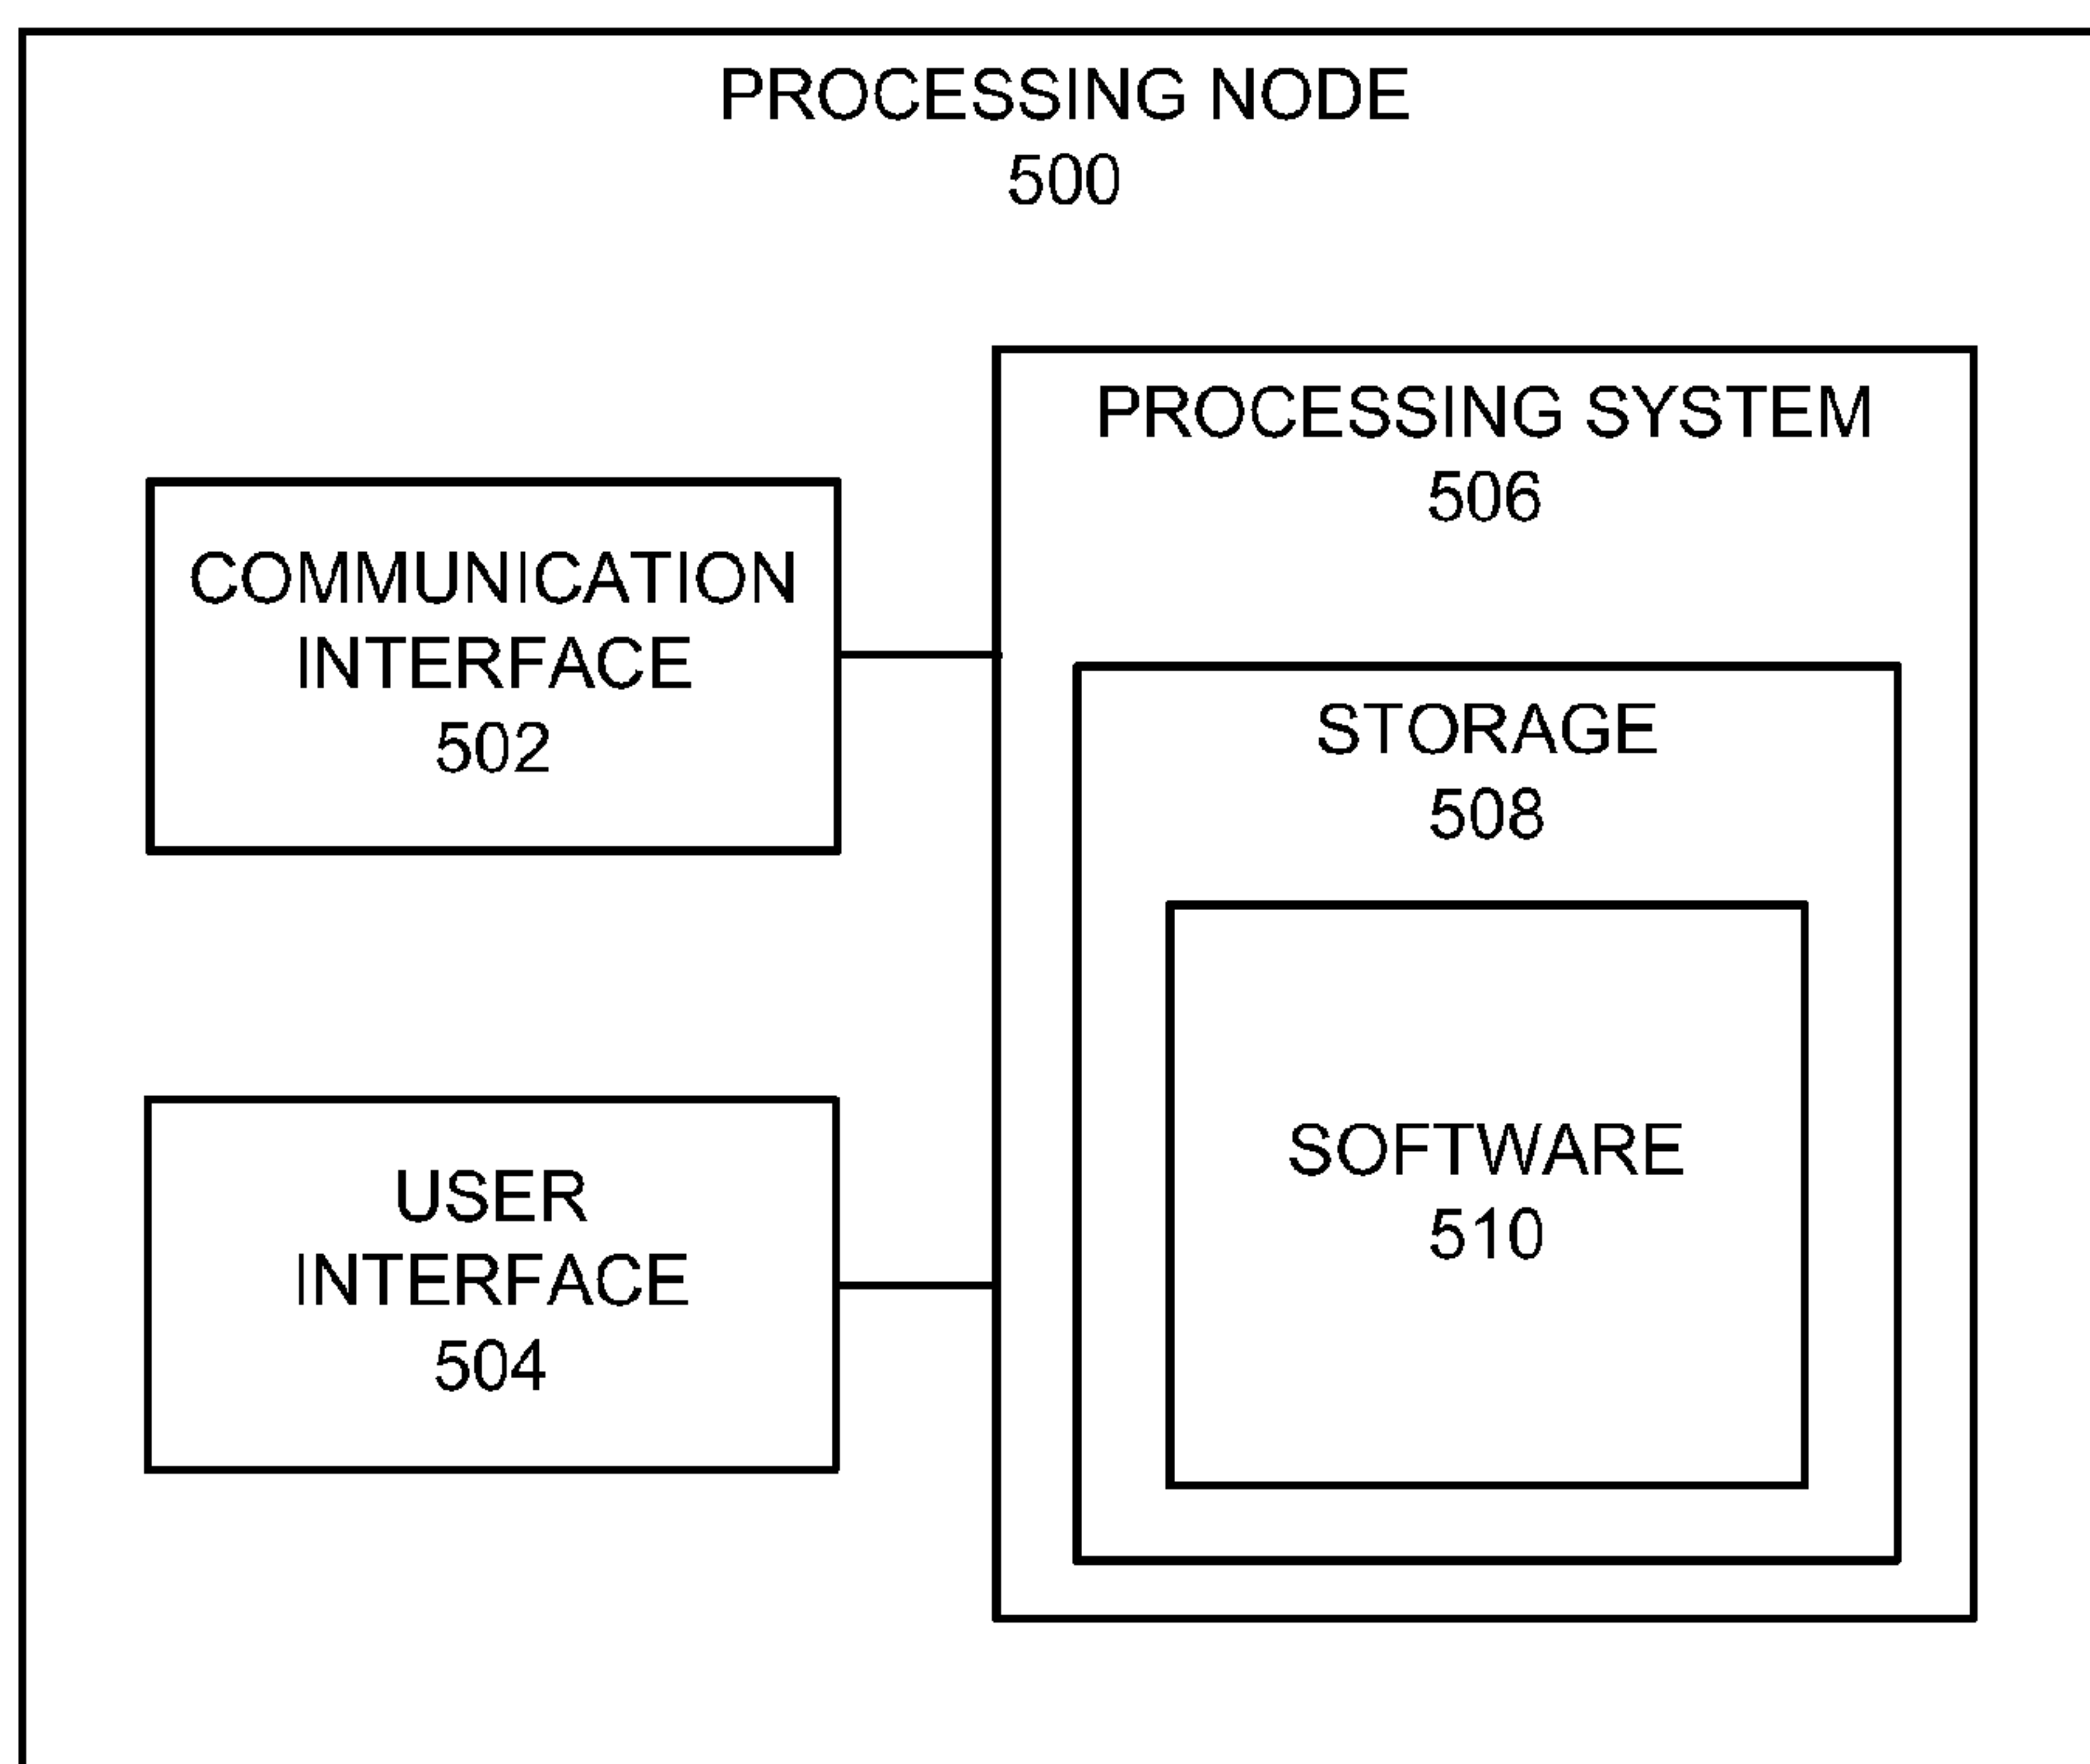 PROCESSING NODE
500
PROCESSING SYSTEM
506
COMMUNICATION
INTERFACE
502
STORAGE
508
USER
INTERFACE
504
SOFTWARE
510